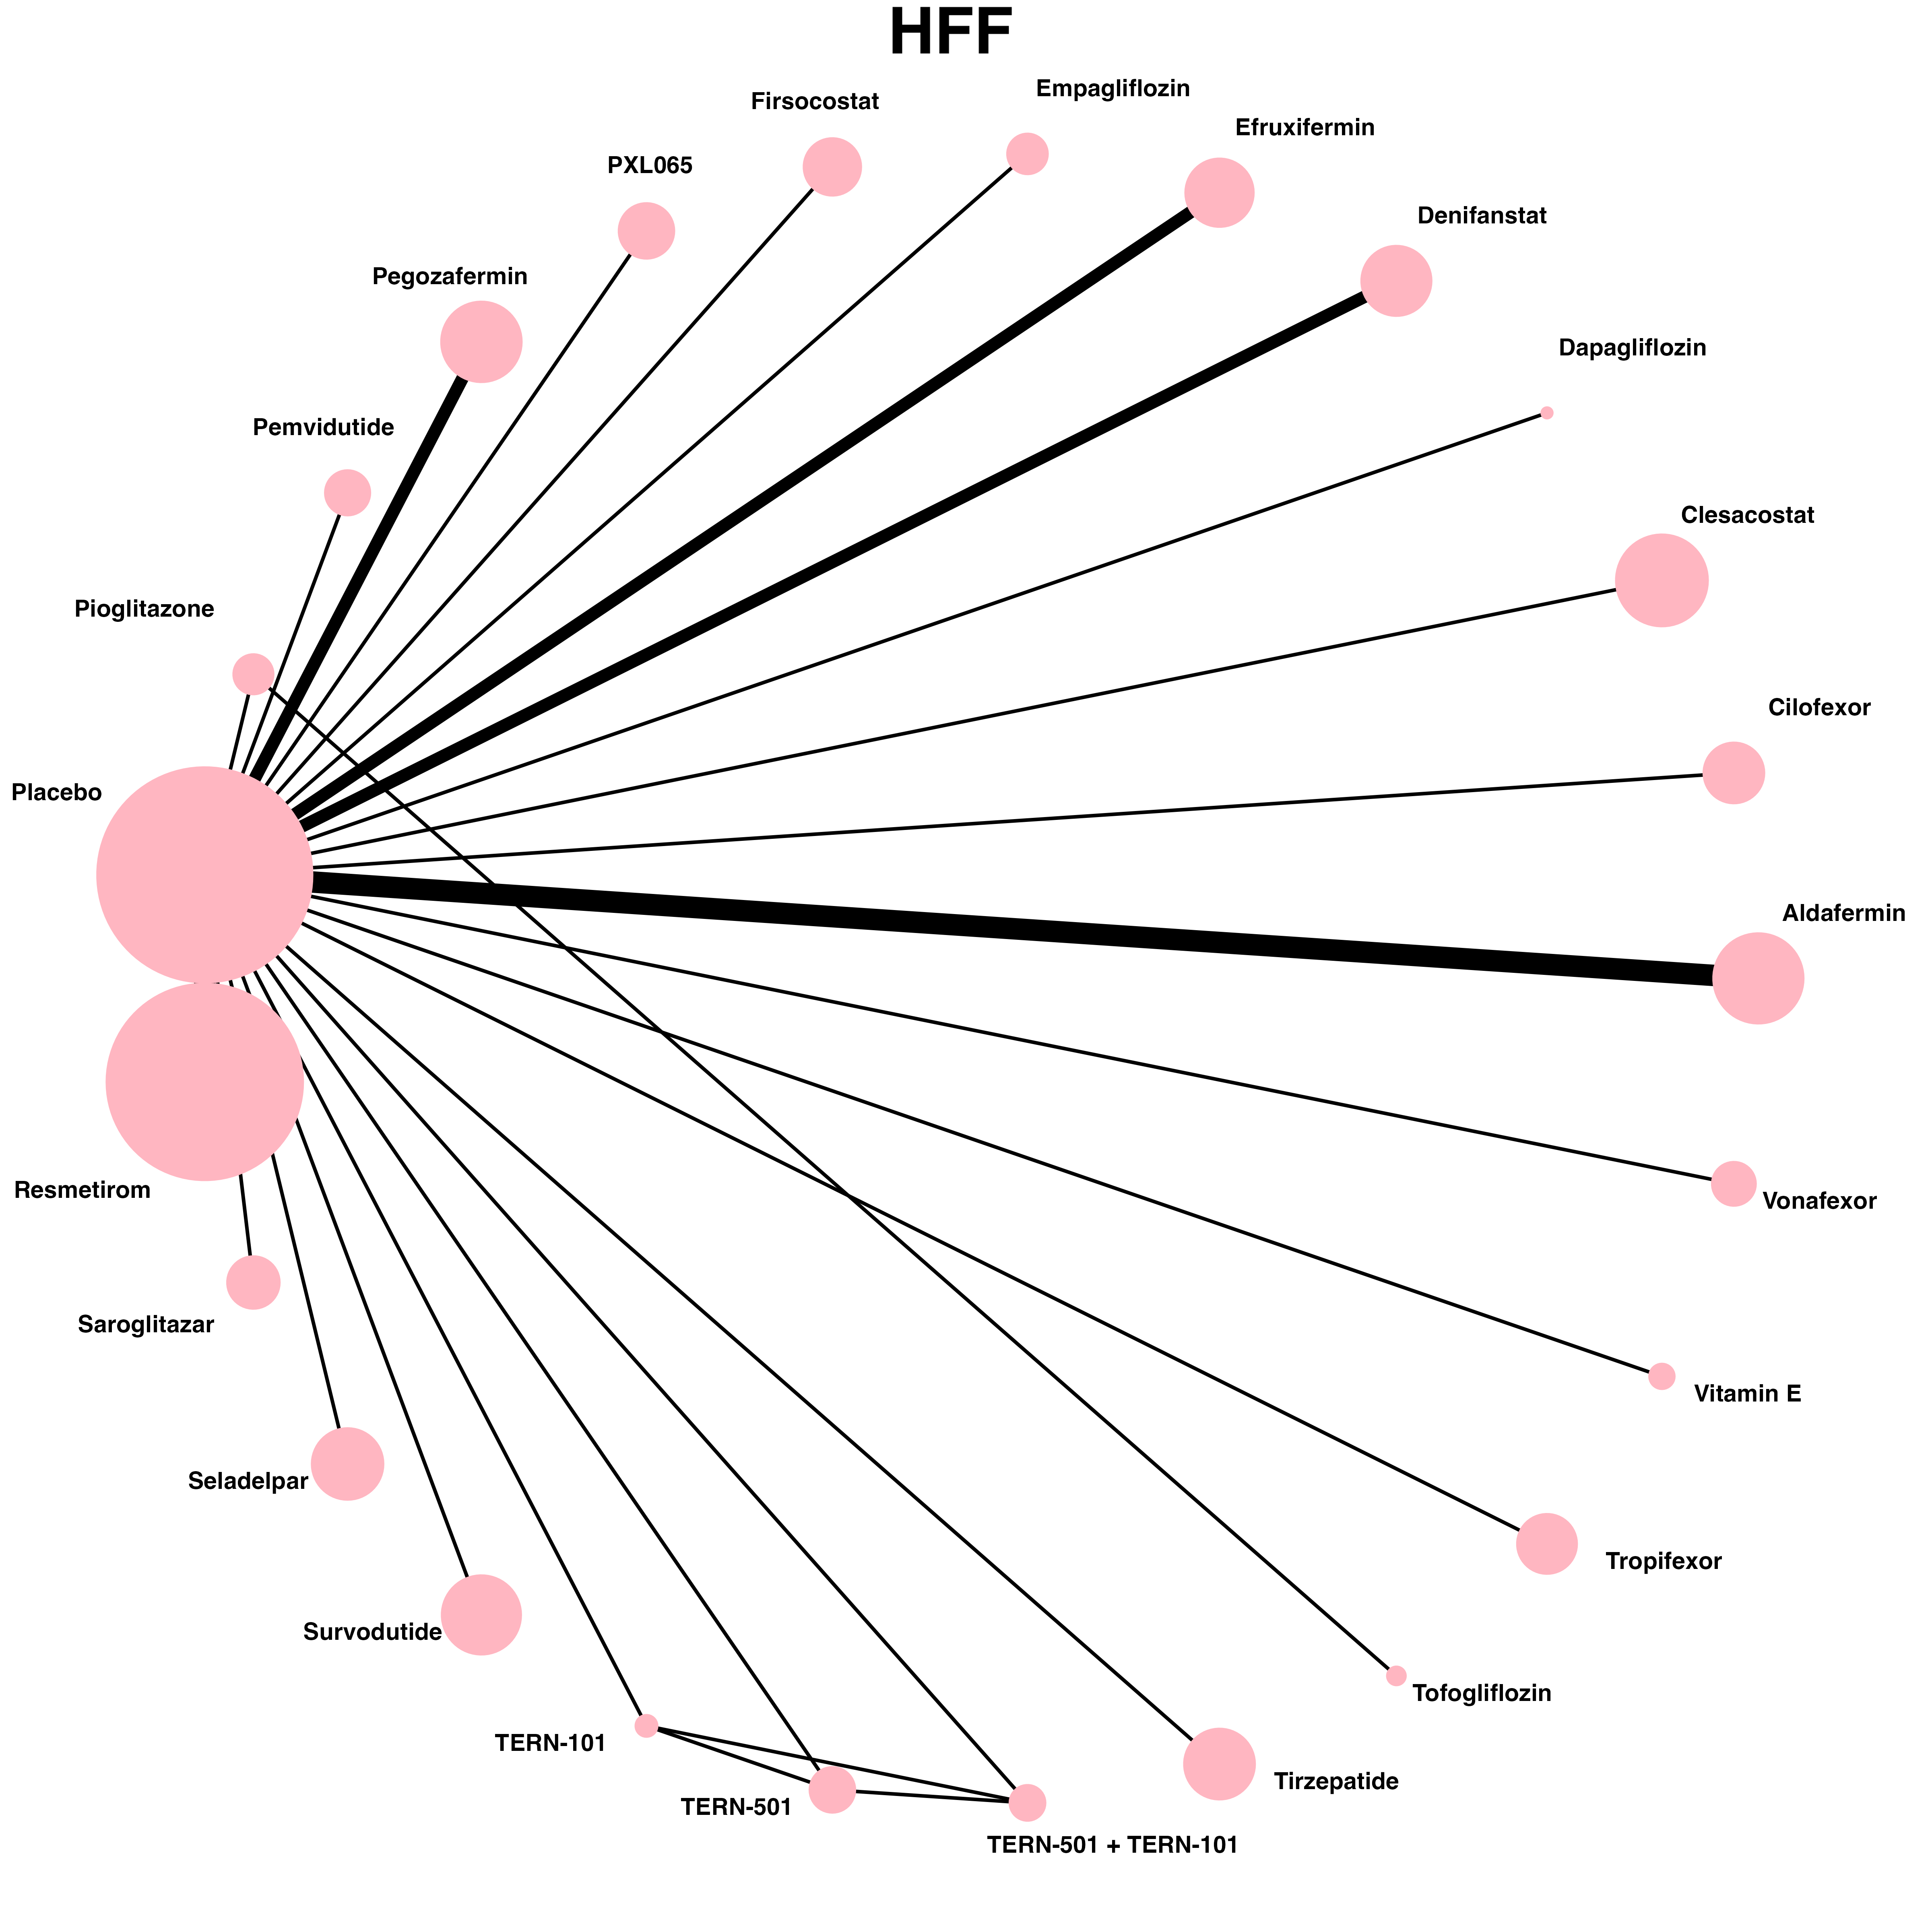 HFF
Empagliflozin
Firsocostat
Efruxifermin
PXL065
Denifanstat
Pegozafermin
Dapagliflozin
Pemvidutide
Clesacostat
Pioglitazone
Cilofexor
Placebo
Aldafermin
Resmetirom
Vonafexor
Saroglitazar
Vitamin E
Seladelpar
Tropifexor
Survodutide
Tofogliflozin
TERN-101
Tirzepatide
TERN-501
TERN-501 + TERN-101